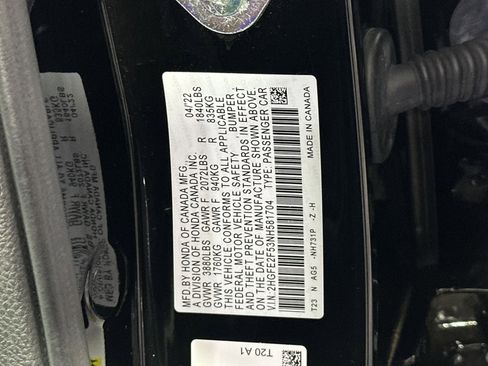 MFD.BY HONDA OF CANADA MFG. 04/'22
A DIVISION OF HONDA CANADA INC.
GVWR 3880LBS GAWR F 2072LBS R 1840LBS
GVWR 1760KG GAWR F 940KG R 835KG
THIS VEHICLE CONFORMS TO ALL APPLICABLE
FEDERAL MOTOR VEHICLE SAFETY, BUMPER,
AND THEFT PREVENTION STANDARDS IN EFFECT
ON THE DATE OF MANUFACTURE SHOWN ABOVE.
V.I.N.:2HGFE2F53NH581704 TYPE:PASSENGER CAR
MADE IN CANADA
T23 N AG5 -NH731P -Z -H
T20 A1